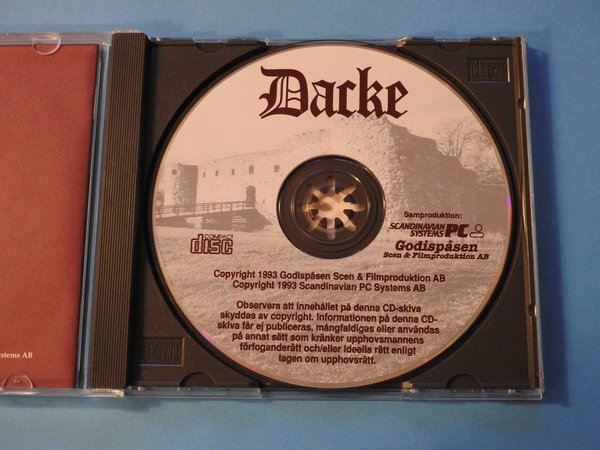 Dacke
Samproduktion:
SCANDINAVIAN
SYSTEMS PC
COMPACT
disc
Godispåsen
Scen & Filmproduktion AB
Copyright 1993 Godispåsen Scen & Filmproduktion AB
Copyright 1993 Scandinavian PC Systems AB
Observera att innehållet på denna CD-skiva
skyddas av copyright. Informationen på denna CD-
skiva får ej publiceras, mångfaldigas eller användas
på annat sätt som kränker upphovsmannens
förfoganderätt och/eller ideella rätt enligt
lagen om upphovsrätt.
stems AB